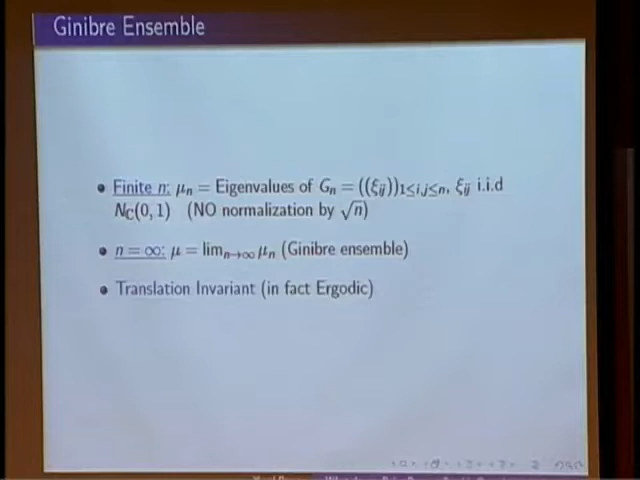 Ginibre Ensemble
• Finite n: μₙ = Eigenvalues of Gₙ = ((ξᵢⱼ))₁≤ᵢ,ⱼ≤ₙ, ξᵢⱼ i.i.d
N_C(0,1) (NO normalization by √n)
• n = ∞: μ = limₙ→∞ μₙ (Ginibre ensemble)
• Translation Invariant (in fact Ergodic)